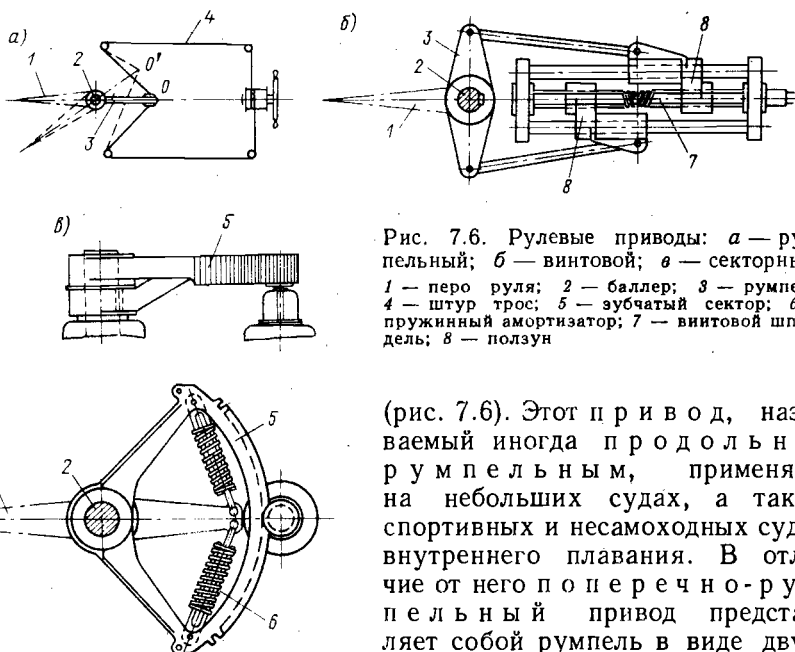 а)
1
2
3
4
O'
O
б)
1
2
3
7
8
8
в)
5
2
5
6
Рис. 7.6. Рулевые приводы: а — ру
пельный; б — винтовой; в — секторны
1 — перо руля; 2 — баллер; 3 — румпе
4 — штур трос; 5 — зубчатый сектор; 6
пружинный амортизатор; 7 — винтовой шп
дель; 8 — ползун
(рис. 7.6). Этот привод, наз
ваемый иногда продольн
румпельным, применя
на небольших судах, а так
спортивных и несамоходных суд
внутреннего плавания. В отл
чие от него поперечно-ру
пельный привод предста
ляет собой румпель в виде дву